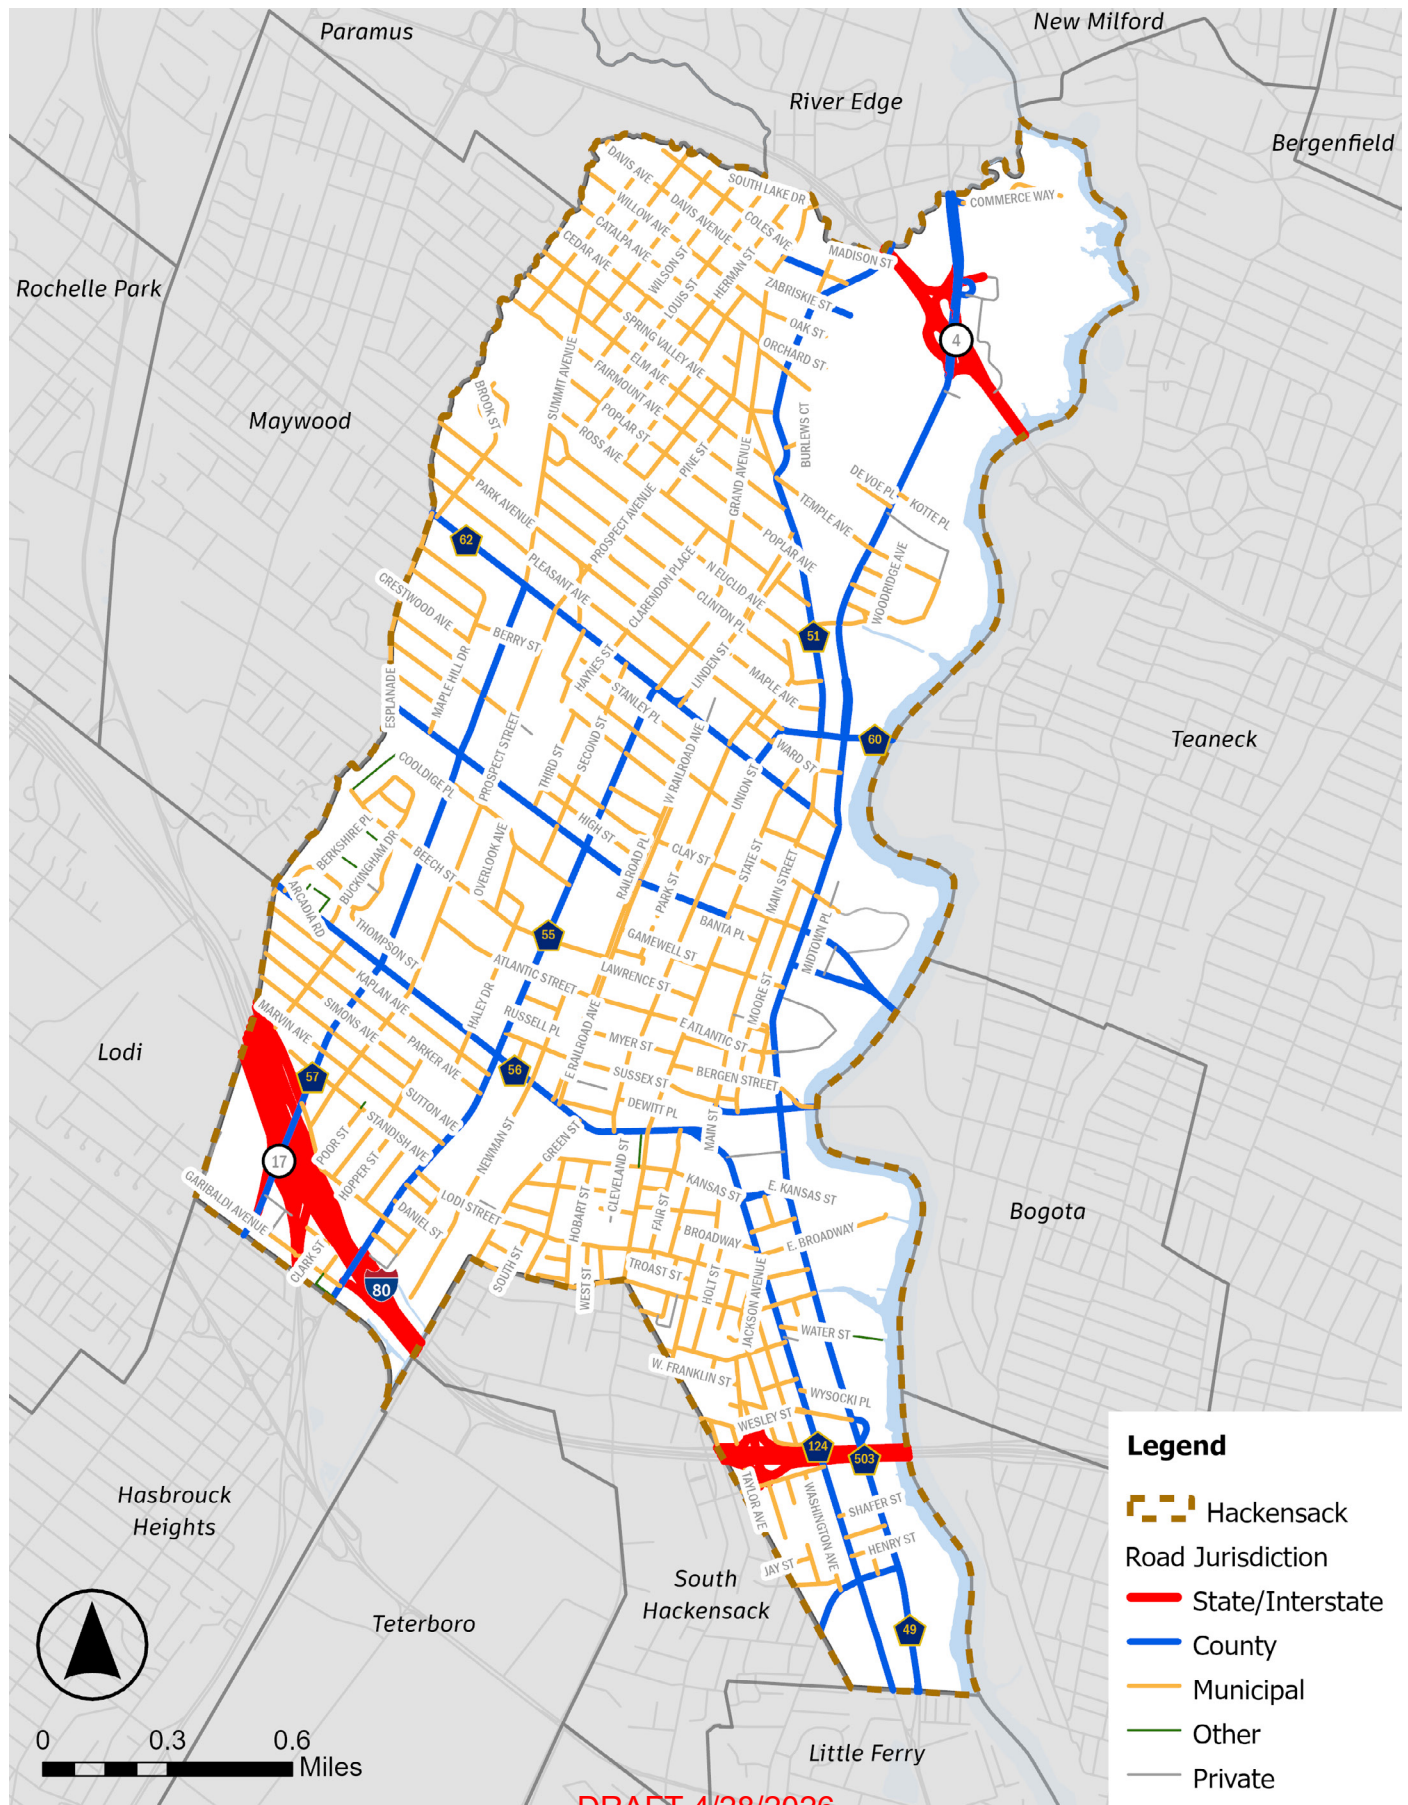 Paramus
New Milford
River Edge
Bergenfield
Rochelle Park
Maywood
Teaneck
Lodi
Bogota
Hasbrouck
Heights
South
Hackensack
Teterboro
Little Ferry
DAVIS AVE
SOUTH LAKE DR
COMMERCE WAY
WILLOW AVE
DAVIS AVENUE
COLES AVE
CATALPA AVE
CEDAR AVE
WILSON ST
HERMAN ST
MADISON ST
LOUIS ST
ZABRISKIE ST
OAK ST
ORCHARD ST
SPRING VALLEY AVE
4
ELM AVE
SUMMIT AVENUE
FAIRMOUNT AVE
BROOK ST
POPLAR ST
ROSS AVE
BURLEWS CT
PINE ST
GRAND AVENUE
PARK AVENUE
PROSPECT AVENUE
DE VOE PL
KOTTE PL
TEMPLE AVE
62
PLEASANT AVE
POPLAR AVE
CRESTWOOD AVE
CLARENDON PLACE
N EUCLID AVE
WOODRIDGE AVE
CLINTON PL
BERRY ST
51
HAYNES ST
LINDEN ST
MAPLE HILL DR
ESPLANADE
STANLEY PL
MAPLE AVE
PROSPECT STREET
SECOND ST
THIRD ST
W RAILROAD AVE
60
WARD ST
COOLDIGE PL
UNION ST
HIGH ST
BERKSHIRE PL
BUCKINGHAM DR
BEECH ST
OVERLOOK AVE
RAILROAD PL
CLAY ST
STATE ST
MAIN STREET
ARCADIA RD
PARK ST
BANTA PL
THOMPSON ST
55
GAMEWELL ST
MIDTOWN PL
ATLANTIC STREET
LAWRENCE ST
KAPLAN AVE
HALEY DR
MOORE ST
MARVIN AVE
SIMONS AVE
RUSSELL PL
E RAILROAD AVE
E ATLANTIC ST
MYER ST
PARKER AVE
57
56
SUSSEX ST
BERGEN STREET
SUTTON AVE
DEWITT PL
STANDISH AVE
MAIN ST
17
POOR ST
HOPPER ST
NEWMAN ST
GREEN ST
CLEVELAND ST
GARIBALDI AVENUE
LODI STREET
HOBART ST
FAIR ST
KANSAS ST
E. KANSAS ST
DANIEL ST
BROADWAY
E. BROADWAY
CLARK ST
80
SOUTH ST
WEST ST
TROAST ST
HOLT ST
JACKSON AVENUE
WATER ST
W. FRANKLIN ST
WYSOCKI PL
WESLEY ST
124
503
TAYLOR AVE
WASHINGTON AVE
SHAFER ST
HENRY ST
JAY ST
49
Legend
Hackensack
Road Jurisdiction
State/Interstate
County
Municipal
Other
Private
0 0.3 0.6
Miles
DRAFT 4/28/2026